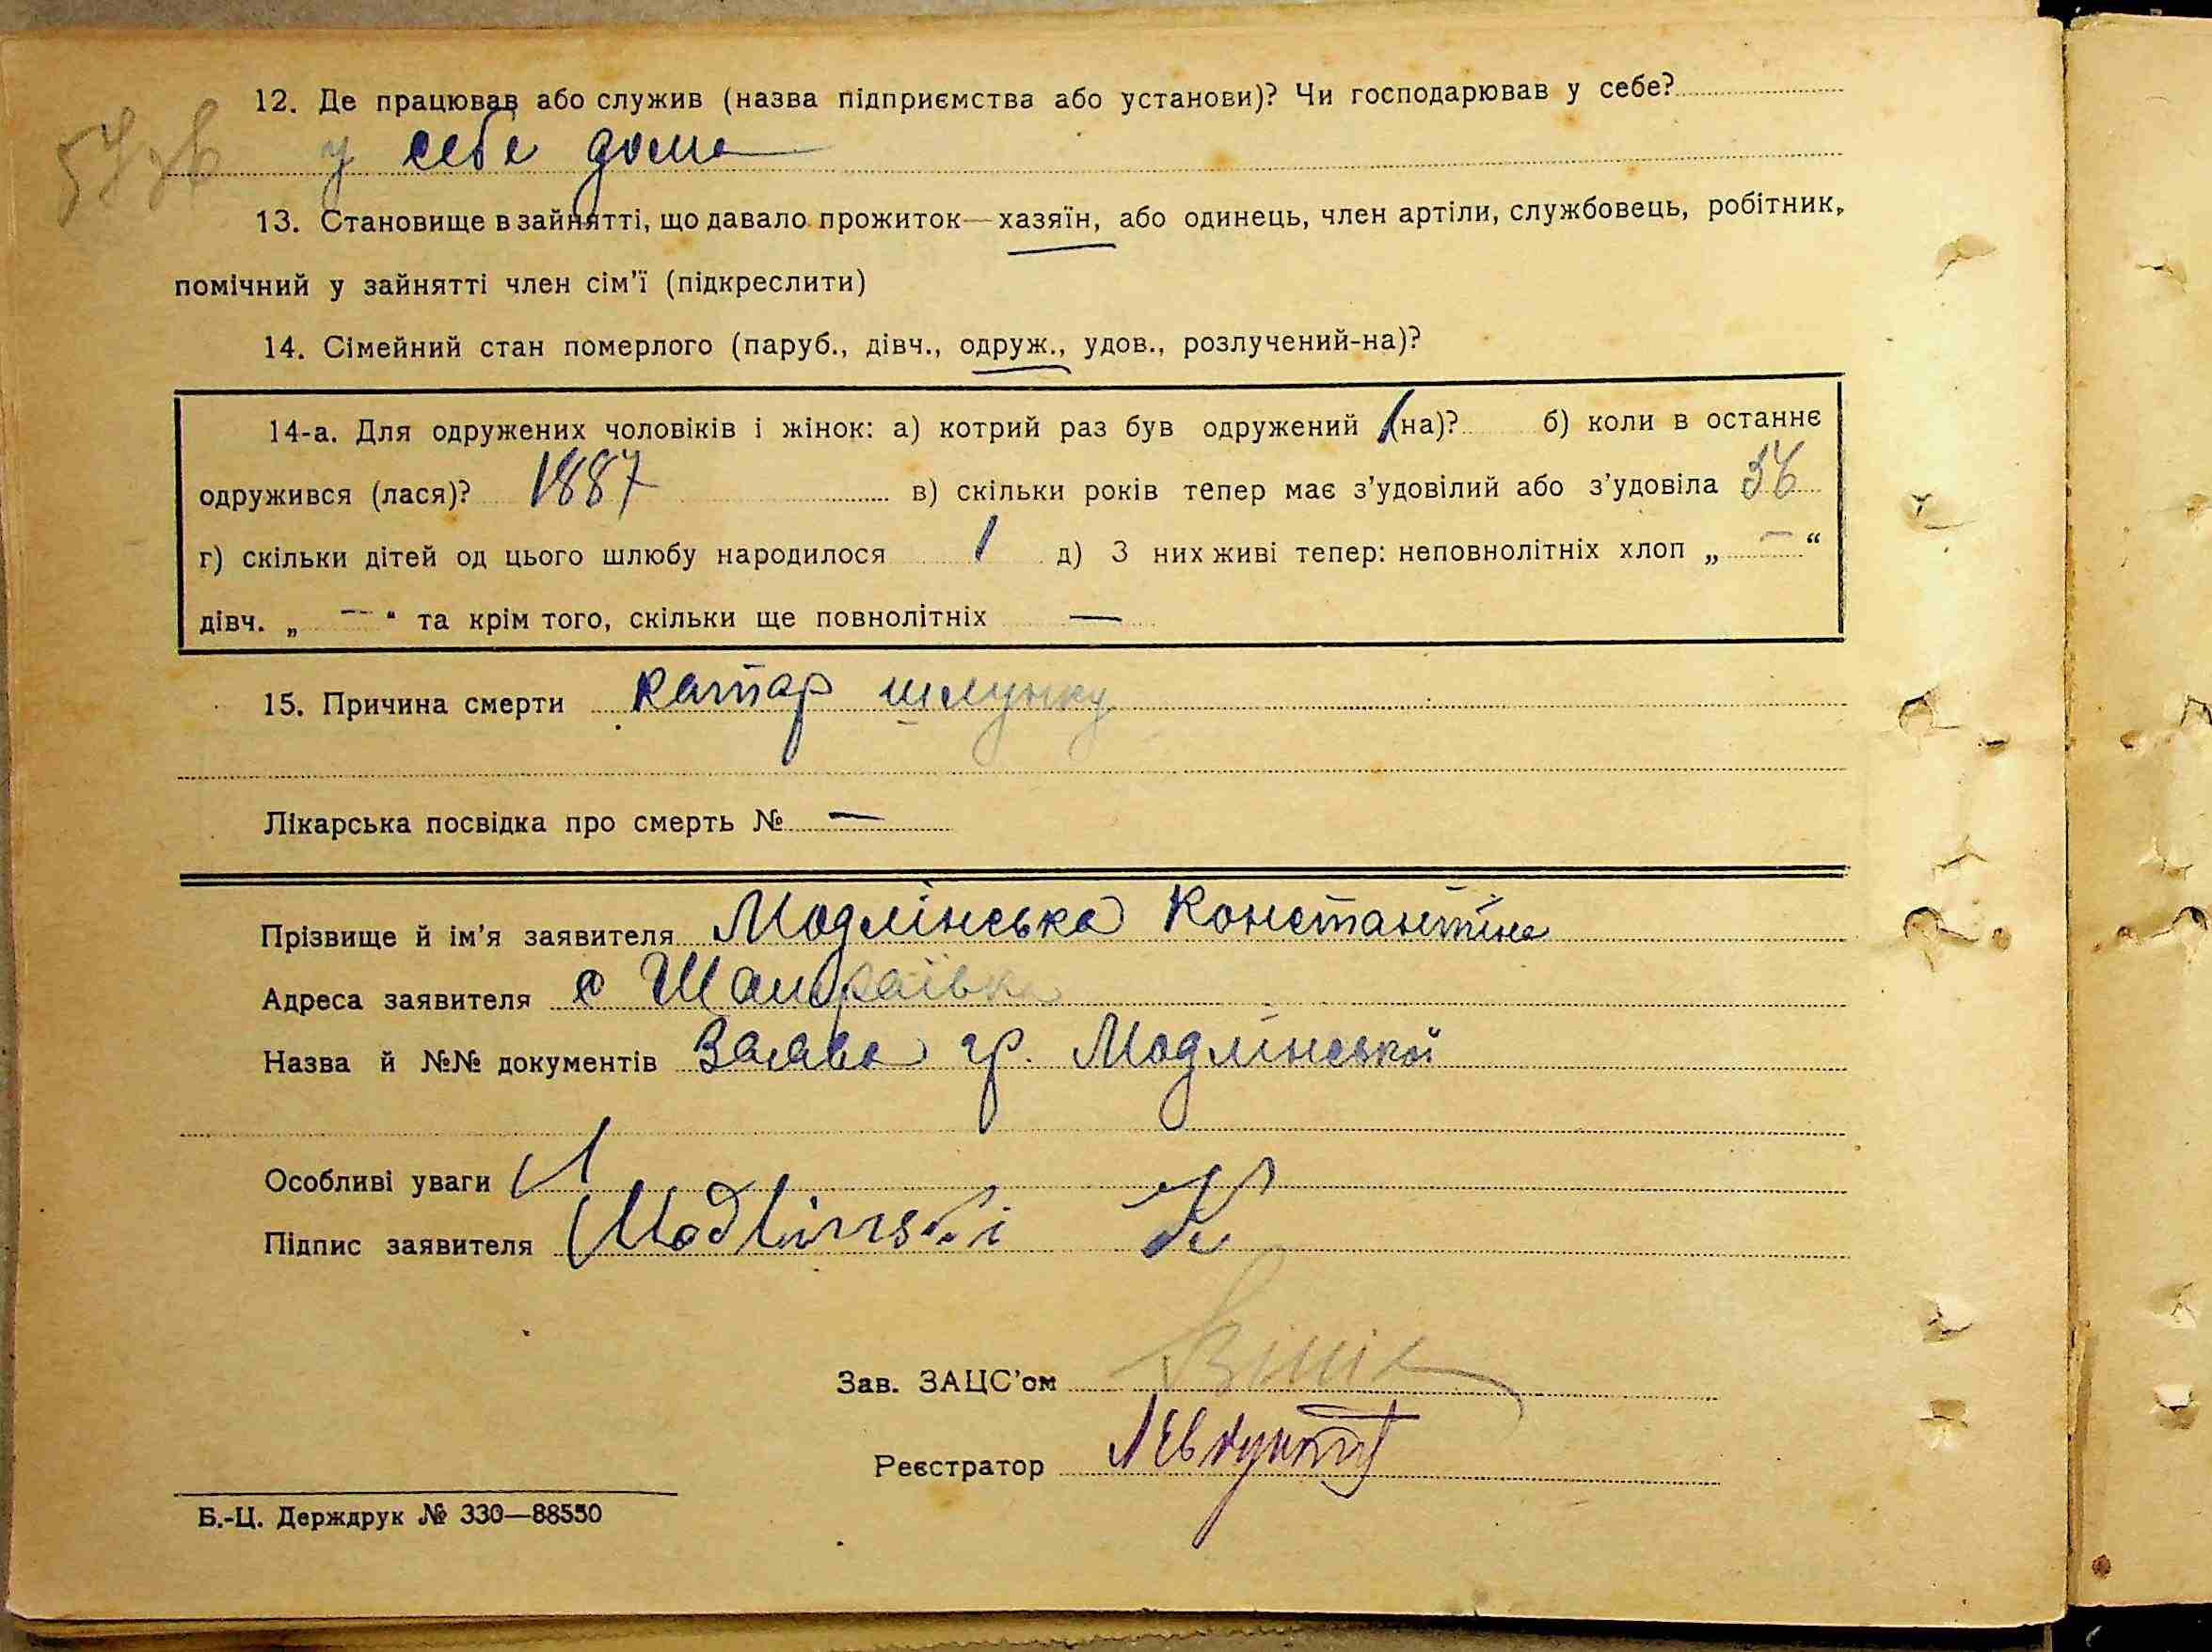 12. Де працював або служив (назва підприємства або установи)? Чи господарював у себе?
у себе дома
13. Становище в зайнятті, що давало прожиток—хазяїн, або одинець, член артіли, службовець, робітник,
помічний у зайнятті член сім'ї (підкреслити)
14. Сімейний стан померлого (паруб., дівч., одруж., удов., розлучений-на)?
14-а. Для одружених чоловіків і жінок: а) котрий раз був одружений 1 (на)? б) коли в останнє
одружився (лася)? 1887 в) скільки років тепер має з'удовілий або з'удовіла
г) скільки дітей од цього шлюбу народилося 1 д) З них живі тепер: неповнолітніх хлоп „ — “
дівч. „ — “ та крім того, скільки ще повнолітніх —
15. Причина смерти катар шлунку
Лікарська посвідка про смерть № —
Прізвище й ім'я заявителя Модлінська Константіна
Адреса заявителя с Шамраївка
Назва й №№ документів Заява гр. Модлінської
Особливі уваги
Підпис заявителя Modlinski K
Зав. ЗАЦС'ом
Реєстратор
Б.-Ц. Держдрук № 330—88550